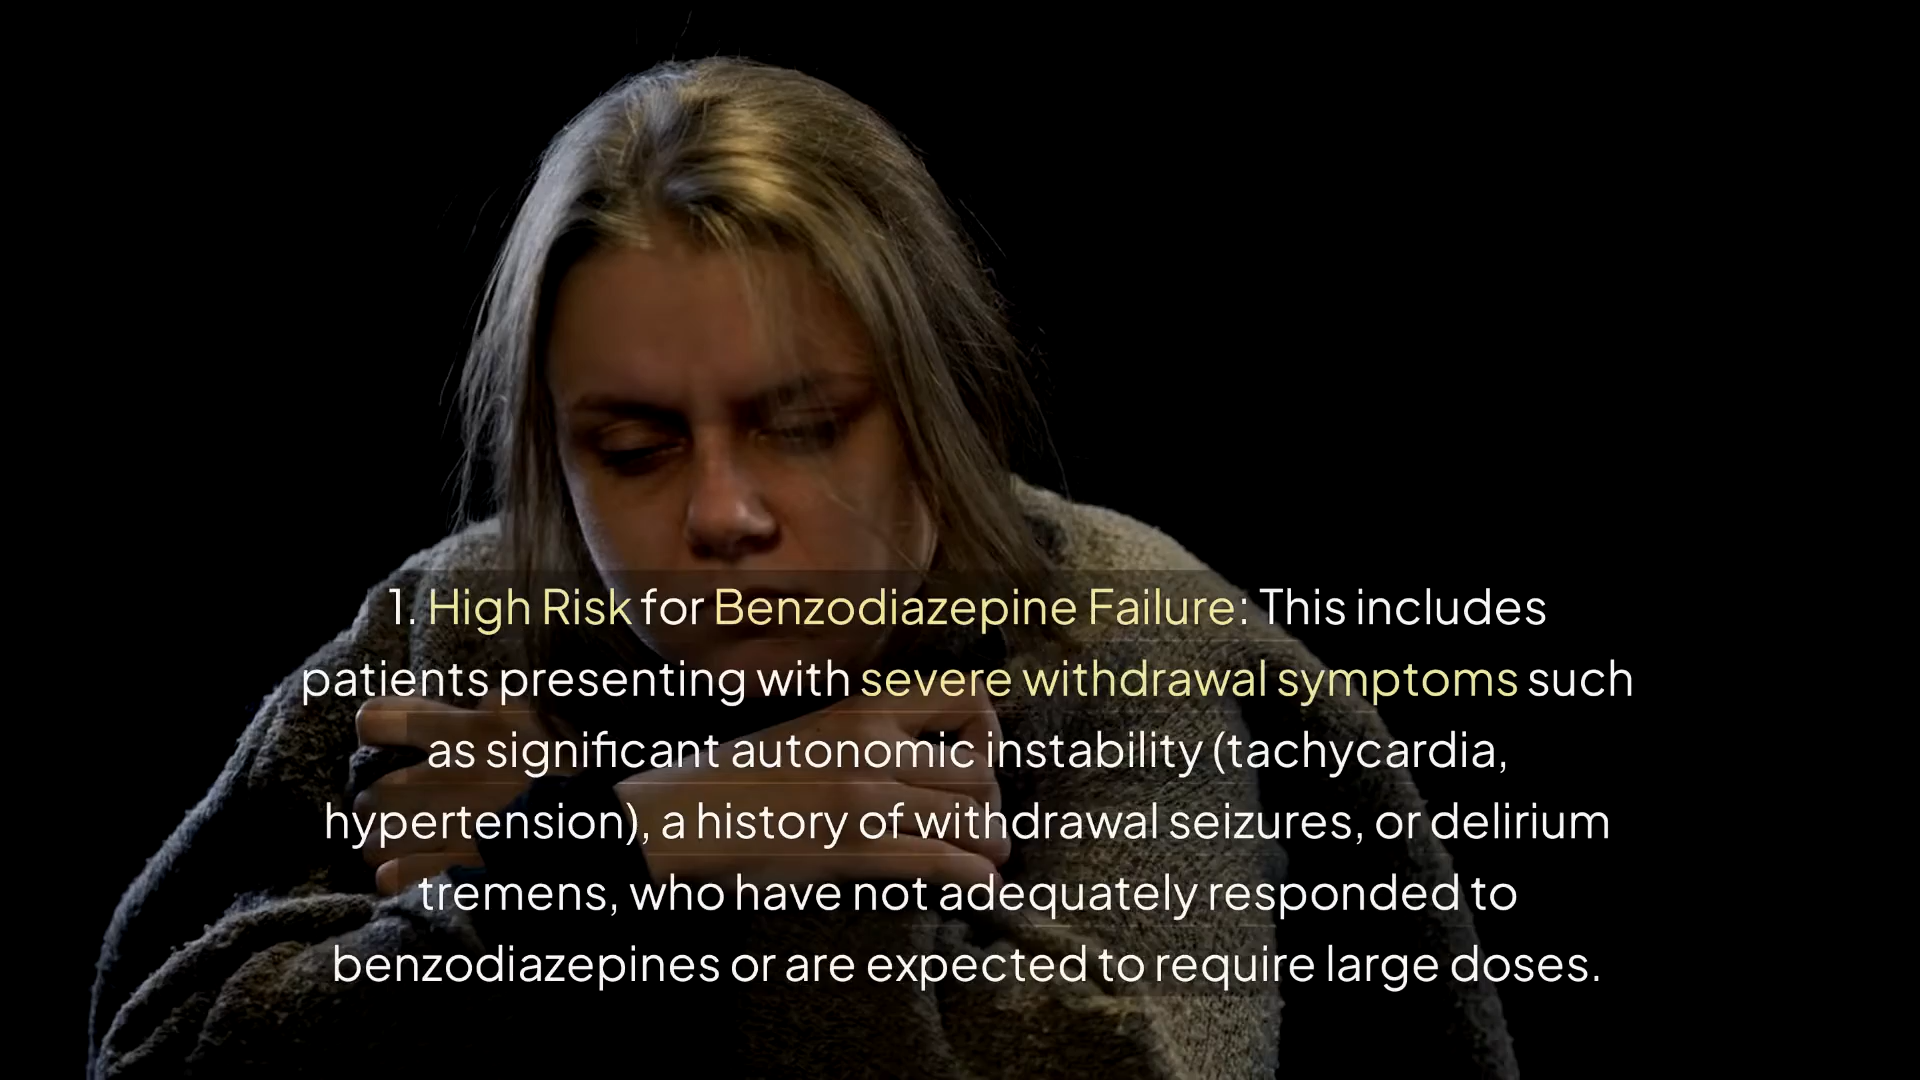 1. High Risk for Benzodiazepine Failure: This includes
patients presenting with severe withdrawal symptoms such
as significant autonomic instability (tachycardia,
hypertension), a history of withdrawal seizures, or delirium
tremens, who have not adequately responded to
benzodiazepines or are expected to require large doses.